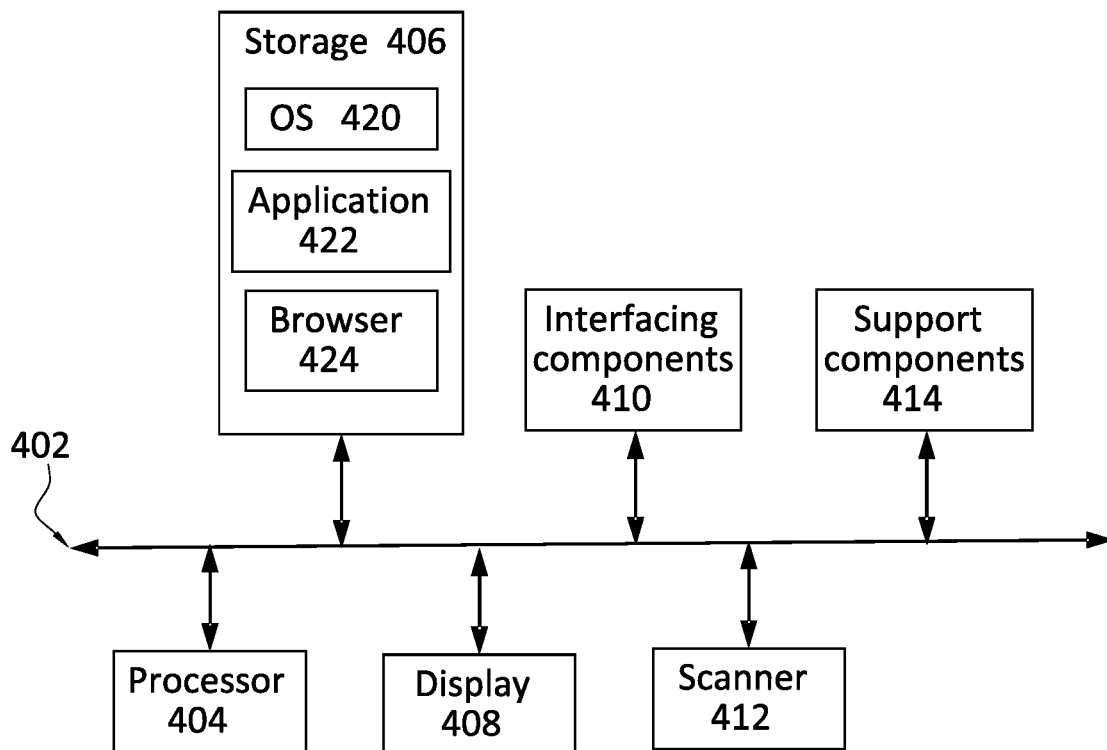 Storage 406
OS 420
Application
422
Browser
424
Interfacing
components
410
Support
components
414
402
Processor
404
Display
408
Scanner
412